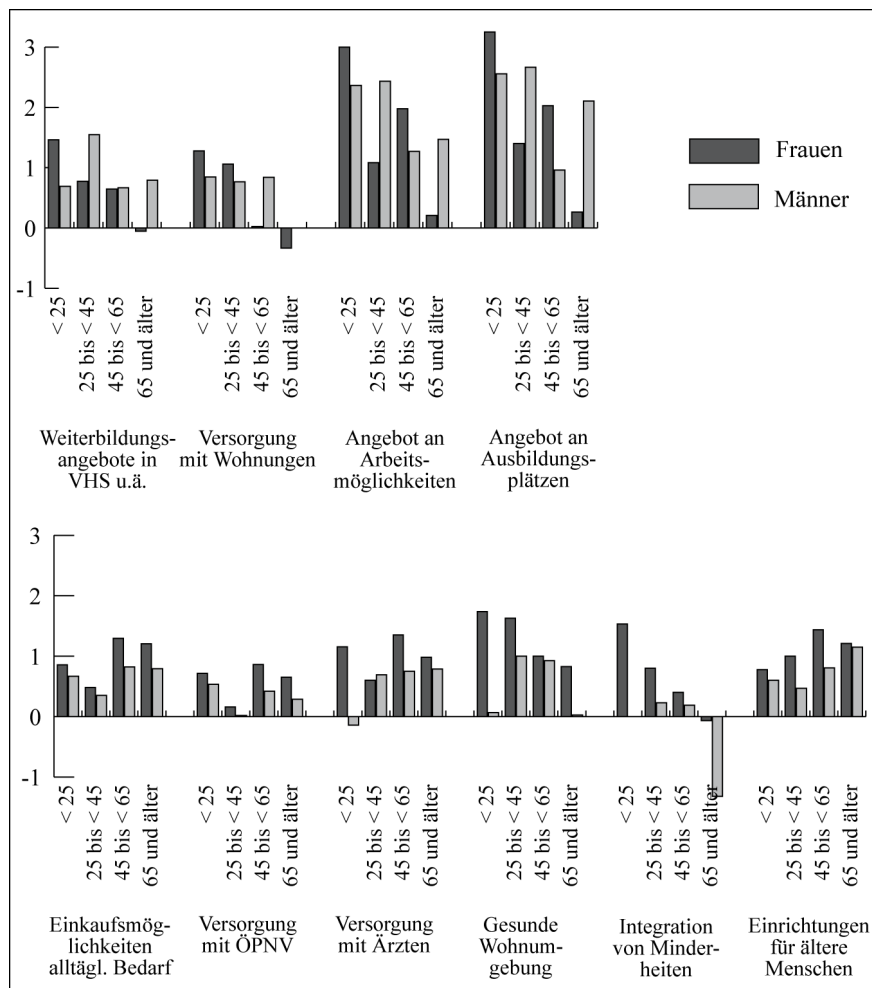 3
2
1
0
-1
Frauen
Männer
< 25
25 bis < 45
45 bis < 65
65 und älter
< 25
25 bis < 45
45 bis < 65
65 und älter
< 25
25 bis < 45
45 bis < 65
65 und älter
< 25
25 bis < 45
45 bis < 65
65 und älter
Weiterbildungs-
angebote in
VHS u.ä.
Versorgung
mit Wohnungen
Angebot an
Arbeits-
möglichkeiten
Angebot an
Ausbildungs-
plätzen
3
2
1
0
-1
< 25
25 bis < 45
45 bis < 65
65 und älter
< 25
25 bis < 45
45 bis < 65
65 und älter
< 25
25 bis < 45
45 bis < 65
65 und älter
< 25
25 bis < 45
45 bis < 65
65 und älter
< 25
25 bis < 45
45 bis < 65
65 und älter
< 25
25 bis < 45
45 bis < 65
65 und älter
Einkaufsmög-
lichkeiten
alltägl. Bedarf
Versorgung
mit ÖPNV
Versorgung
mit Ärzten
Gesunde
Wohnum-
gebung
Integration
von Minder-
heiten
Einrichtungen
für ältere
Menschen